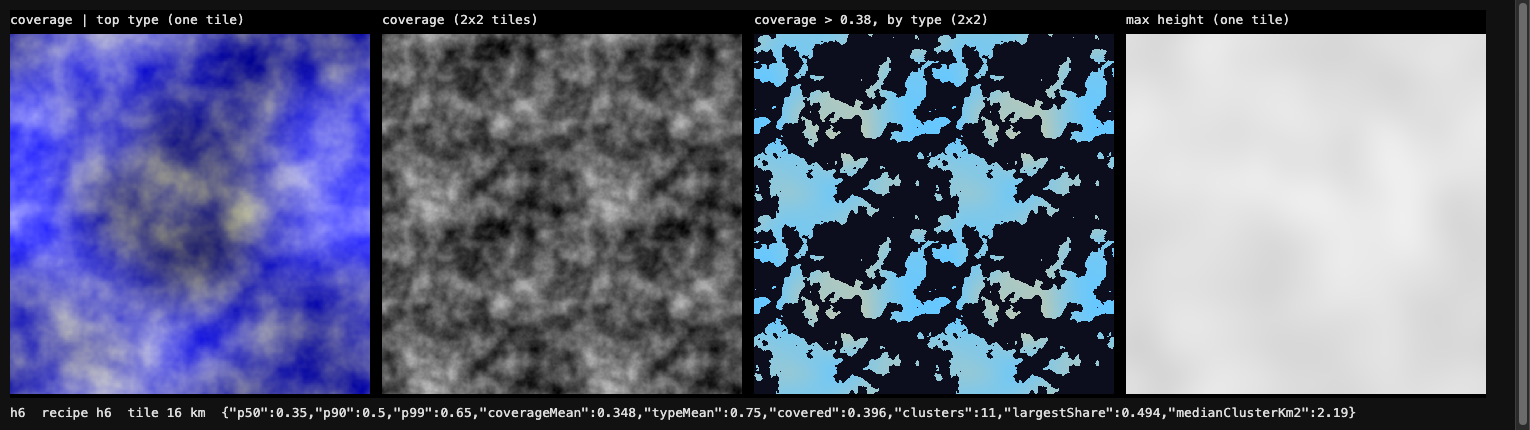 coverage | top type (one tile)
coverage (2x2 tiles)
coverage > 0.38, by type (2x2)
max height (one tile)
h6  recipe h6  tile 16 km  {"p50":0.35,"p90":0.5,"p99":0.65,"coverageMean":0.348,"typeMean":0.75,"covered":0.396,"clusters":11,"largestShare":0.494,"medianClusterKm2":2.19}